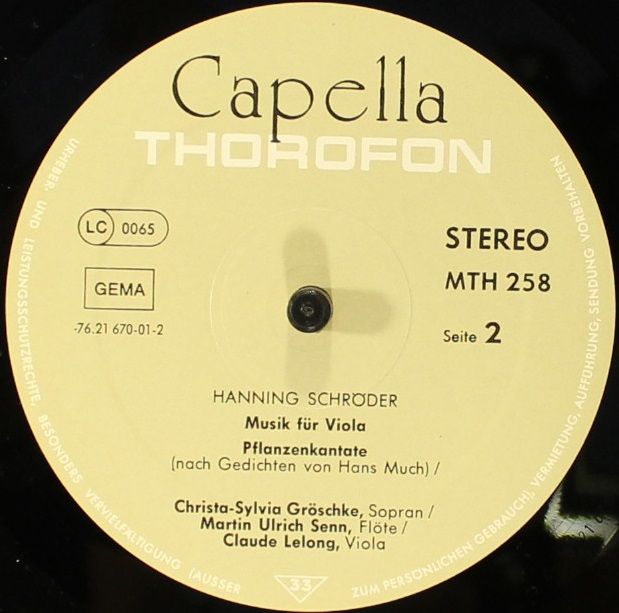 Capella
THOROFON
LC 0065
STEREO
GEMA
MTH 258
-76.21 670-01-2
Seite 2
HANNING SCHRÖDER
Musik für Viola
Pflanzenkantate
(nach Gedichten von Hans Much) /
Christa-Sylvia Gröschke, Sopran /
Martin Ulrich Senn, Flöte /
Claude Lelong, Viola
33
URHEBER- UND LEISTUNGSSCHUTZRECHTE, BESONDERS VERVIELFÄLTIGUNG (AUSSER ZUM PERSÖNLICHEN GEBRAUCH), VERMIETUNG, AUFFÜHRUNG, SENDUNG VORBEHALTEN